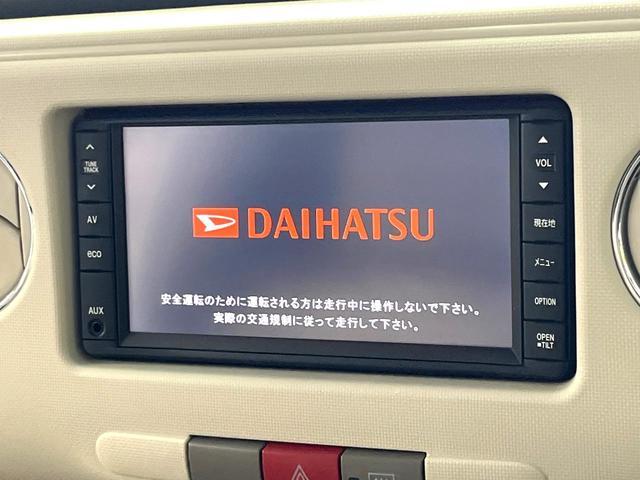 TUNE
TRACK
AV
eco
AUX
DAIHATSU
安全運転のために運転される方は走行中に操作しないで下さい。
実際の交通規制に従って走行して下さい。
VOL
現在地
メニュー
OPTION
OPEN
■TILT